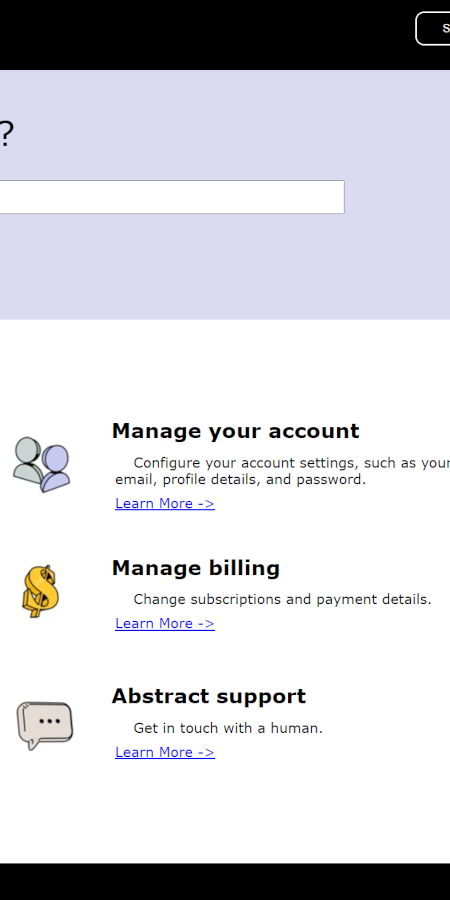 ?
Manage your account
Configure your account settings, such as your
email, profile details, and password.
Learn More ->
Manage billing
Change subscriptions and payment details.
Learn More ->
Abstract support
Get in touch with a human.
Learn More ->